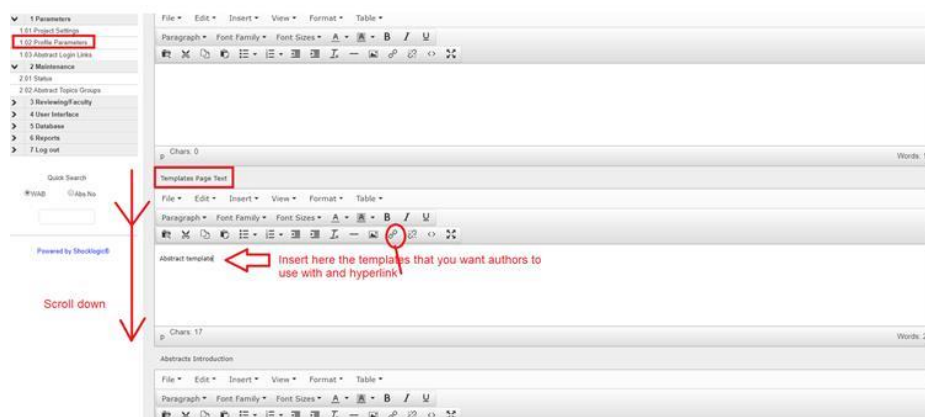 1 Parameters
1.01 Project Settings
1.02 Profile Parameters
1.03 Abstract Login Links
2 Maintenance
2.01 Status
2.02 Abstract Topics Groups
3 Reviewing/Faculty
4 User Interface
5 Database
6 Reports
7 Log out
Quick Search
WAB Abs No
Powered by Shocklogic®
Scroll down
File Edit Insert View Format Table
Paragraph Font Family Font Sizes A A B I U
p Chars: 0 Words: 1
Templates Page Text
File Edit Insert View Format Table
Paragraph Font Family Font Sizes A A B I U
Abstract template
Insert here the templates that you want authors to
use with and hyperlink
p Chars: 17 Words: 2
Abstracts Introduction
File Edit Insert View Format Table
Paragraph Font Family Font Sizes A A B I U